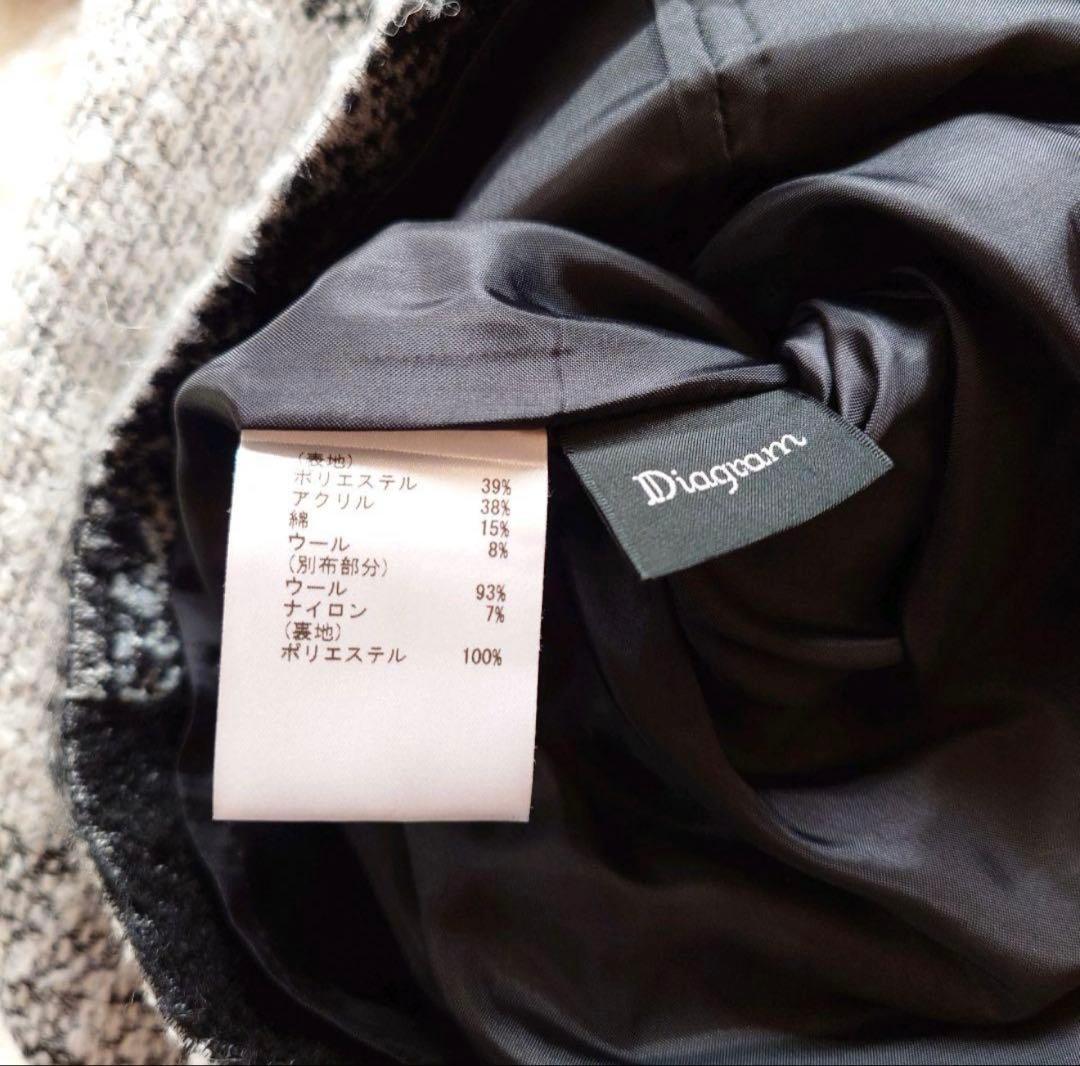 (表地)
ポリエステル 39%
アクリル 38%
綿 15%
ウール 8%
(別布部分)
ウール 93%
ナイロン 7%
(裏地)
ポリエステル 100%
Diagram